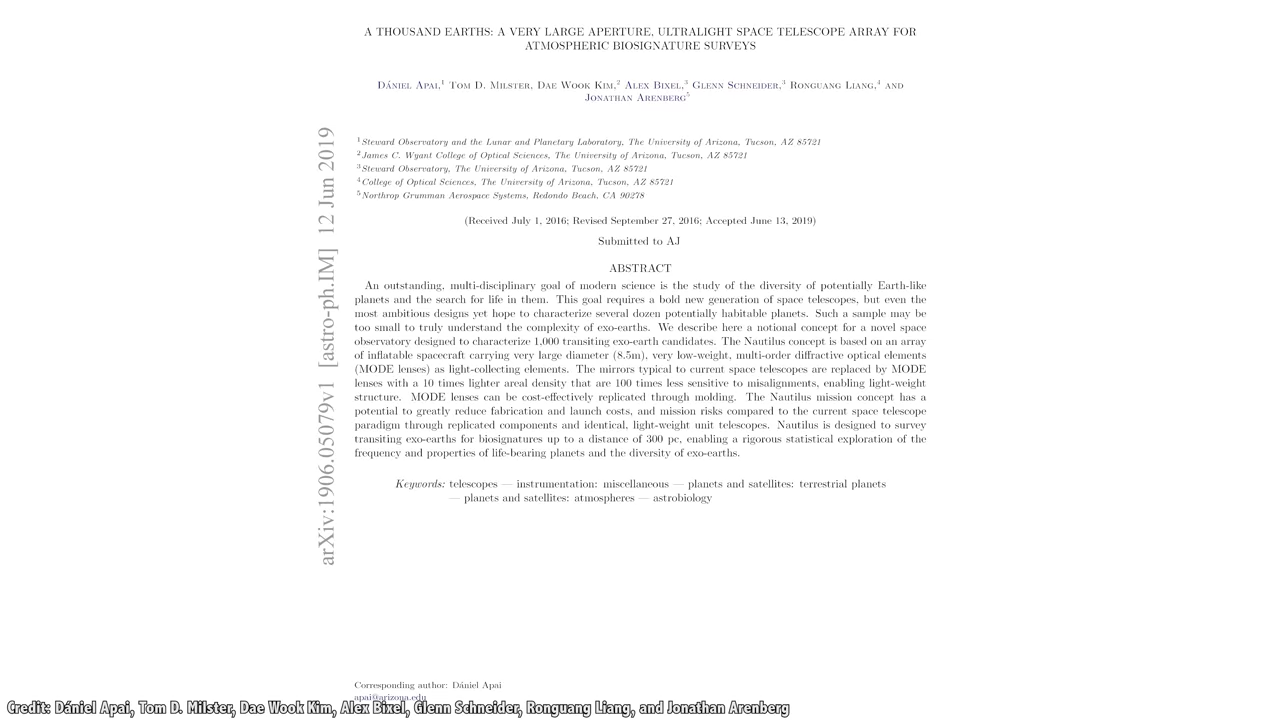 A THOUSAND EARTHS: A VERY LARGE APERTURE, ULTRALIGHT SPACE TELESCOPE ARRAY FOR
ATMOSPHERIC BIOSIGNATURE SURVEYS
Dániel Apai,1 Tom D. Milster, Dae Wook Kim,2 Alex Bixel,3 Glenn Schneider,3 Ronguang Liang,4 and
Jonathan Arenberg5
1 Steward Observatory and the Lunar and Planetary Laboratory, The University of Arizona, Tucson, AZ 85721
2 James C. Wyant College of Optical Sciences, The University of Arizona, Tucson, AZ 85721
3 Steward Observatory, The University of Arizona, Tucson, AZ 85721
4 College of Optical Sciences, The University of Arizona, Tucson, AZ 85721
5 Northrop Grumman Aerospace Systems, Redondo Beach, CA 90278
(Received July 1, 2016; Revised September 27, 2016; Accepted June 13, 2019)
Submitted to AJ
ABSTRACT
An outstanding, multi-disciplinary goal of modern science is the study of the diversity of potentially Earth-like
planets and the search for life in them. This goal requires a bold new generation of space telescopes, but even the
most ambitious designs yet hope to characterize several dozen potentially habitable planets. Such a sample may be
too small to truly understand the complexity of exo-earths. We describe here a notional concept for a novel space
observatory designed to characterize 1,000 transiting exo-earth candidates. The Nautilus concept is based on an array
of inflatable spacecraft carrying very large diameter (8.5m), very low-weight, multi-order diffractive optical elements
(MODE lenses) as light-collecting elements. The mirrors typical to current space telescopes are replaced by MODE
lenses with a 10 times lighter areal density that are 100 times less sensitive to misalignments, enabling light-weight
structure. MODE lenses can be cost-effectively replicated through molding. The Nautilus mission concept has a
potential to greatly reduce fabrication and launch costs, and mission risks compared to the current space telescope
paradigm through replicated components and identical, light-weight unit telescopes. Nautilus is designed to survey
transiting exo-earths for biosignatures up to a distance of 300 pc, enabling a rigorous statistical exploration of the
frequency and properties of life-bearing planets and the diversity of exo-earths.
Keywords: telescopes — instrumentation: miscellaneous — planets and satellites: terrestrial planets
— planets and satellites: atmospheres — astrobiology
arXiv:1906.05079v1 [astro-ph.IM] 12 Jun 2019
Corresponding author: Dániel Apai
apai@arizona.edu
Credit: Dániel Apai, Tom D. Milster, Dae Wook Kim, Alex Bixel, Glenn Schneider, Ronguang Liang, and Jonathan Arenberg